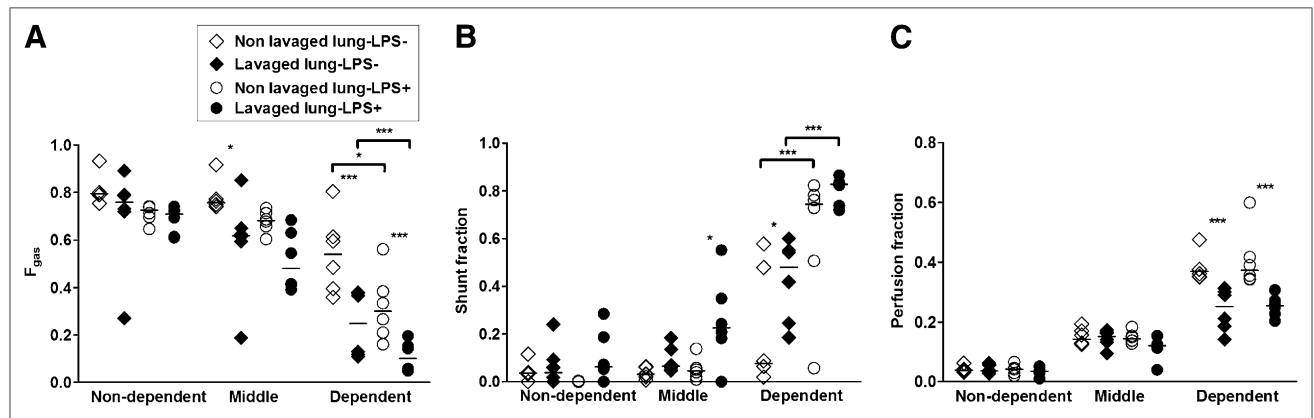 A
B
C
Non lavaged lung-LPS-
Lavaged lung-LPS-
Non lavaged lung-LPS+
Lavaged lung-LPS+
Fgas
1.0
0.8
0.6
0.4
0.2
0.0
*
***
*
***
***
Non-dependent Middle Dependent
Shunt fraction
1.0
0.8
0.6
0.4
0.2
0.0
*
***
***
*
Non-dependent Middle Dependent
Perfusion fraction
0.8
0.6
0.4
0.2
0.0
***
***
Non-dependent Middle Dependent